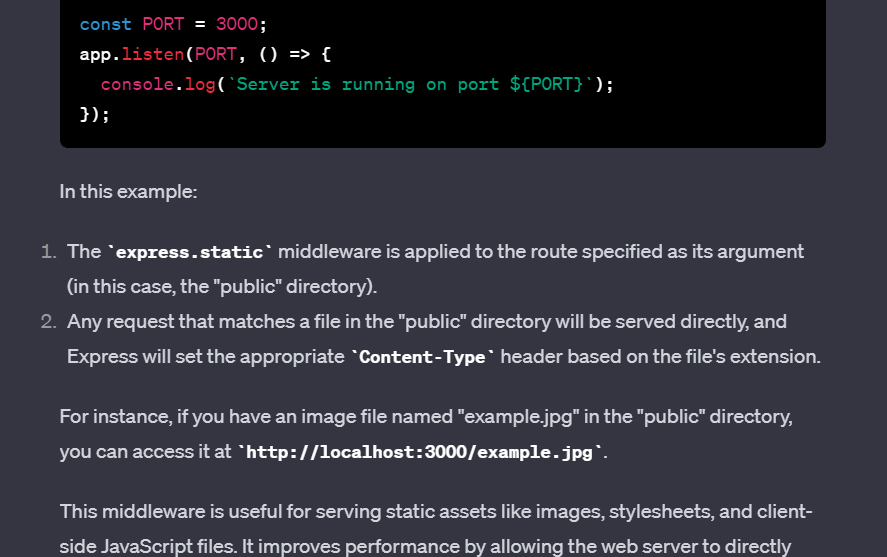 const PORT = 3000;
app.listen(PORT, () => {
  console.log(`Server is running on port ${PORT}`);
});
In this example:
1. The `express.static` middleware is applied to the route specified as its argument
(in this case, the "public" directory).
2. Any request that matches a file in the "public" directory will be served directly, and
Express will set the appropriate `Content-Type` header based on the file's extension.
For instance, if you have an image file named "example.jpg" in the "public" directory,
you can access it at `http://localhost:3000/example.jpg`.
This middleware is useful for serving static assets like images, stylesheets, and client-
side JavaScript files. It improves performance by allowing the web server to directly